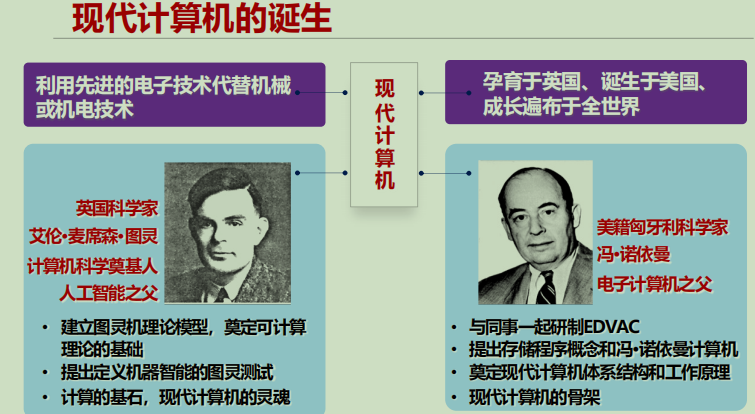 现代计算机的诞生
利用先进的电子技术代替机械
或机电技术
现代计算机
孕育于英国、诞生于美国、
成长遍布于全世界
英国科学家
艾伦·麦席森·图灵
计算机科学奠基人
人工智能之父
• 建立图灵机理论模型，奠定可计算
理论的基础
• 提出定义机器智能的图灵测试
• 计算的基石，现代计算机的灵魂
美籍匈牙利科学家
冯·诺依曼
电子计算机之父
• 与同事一起研制EDVAC
• 提出存储程序概念和冯·诺依曼计算机
• 奠定现代计算机体系结构和工作原理
• 现代计算机的骨架